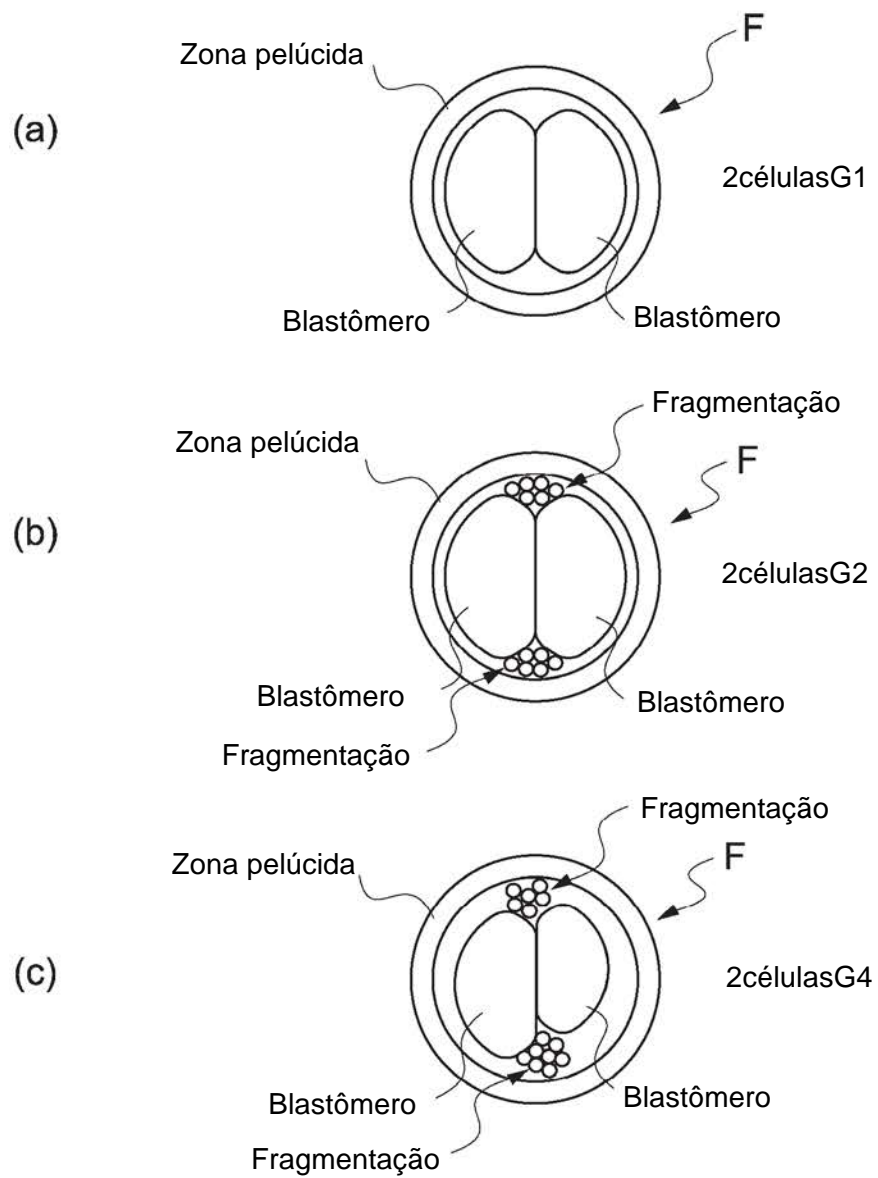 F
Zona pelúcida
(a)
2célulasG1
Blastômero
Blastômero
Fragmentação
Zona pelúcida
F
(b)
2célulasG2
Blastômero
Blastômero
Fragmentação
Fragmentação
F
Zona pelúcida
(c)
2célulasG4
Blastômero
Blastômero
Fragmentação